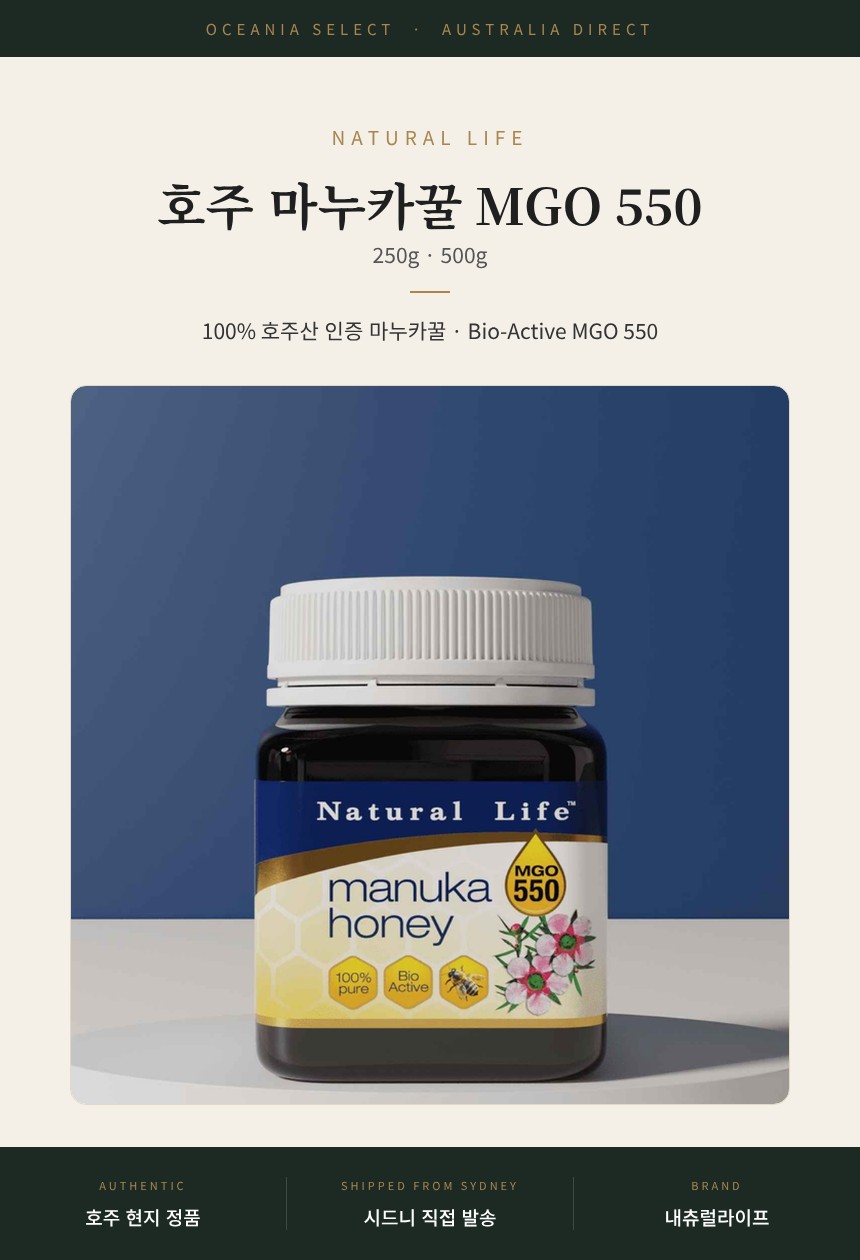 OCEANIA SELECT · AUSTRALIA DIRECT
NATURAL LIFE
호주 마누카꿀 MGO 550
250g · 500g
100% 호주산 인증 마누카꿀 · Bio-Active MGO 550
Natural Life™
MGO
550
manuka
honey
100%
pure
Bio
Active
AUTHENTIC
호주 현지 정품
SHIPPED FROM SYDNEY
시드니 직접 발송
BRAND
내츄럴라이프